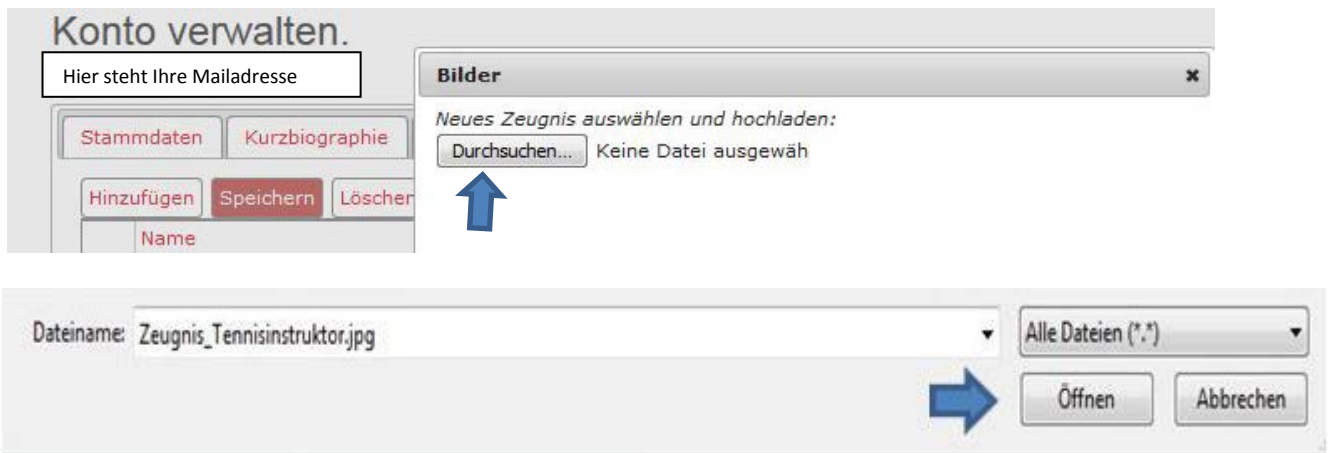 Konto verwalten.
Hier steht Ihre Mailadresse
Bilder
Neues Zeugnis auswählen und hochladen:
Durchsuchen... Keine Datei ausgewäh
Stammdaten Kurzbiographie
Hinzufügen Speichern Löschen
Name
Dateiname: Zeugnis_Tennisinstruktor.jpg Alle Dateien (*.*)
Öffnen Abbrechen